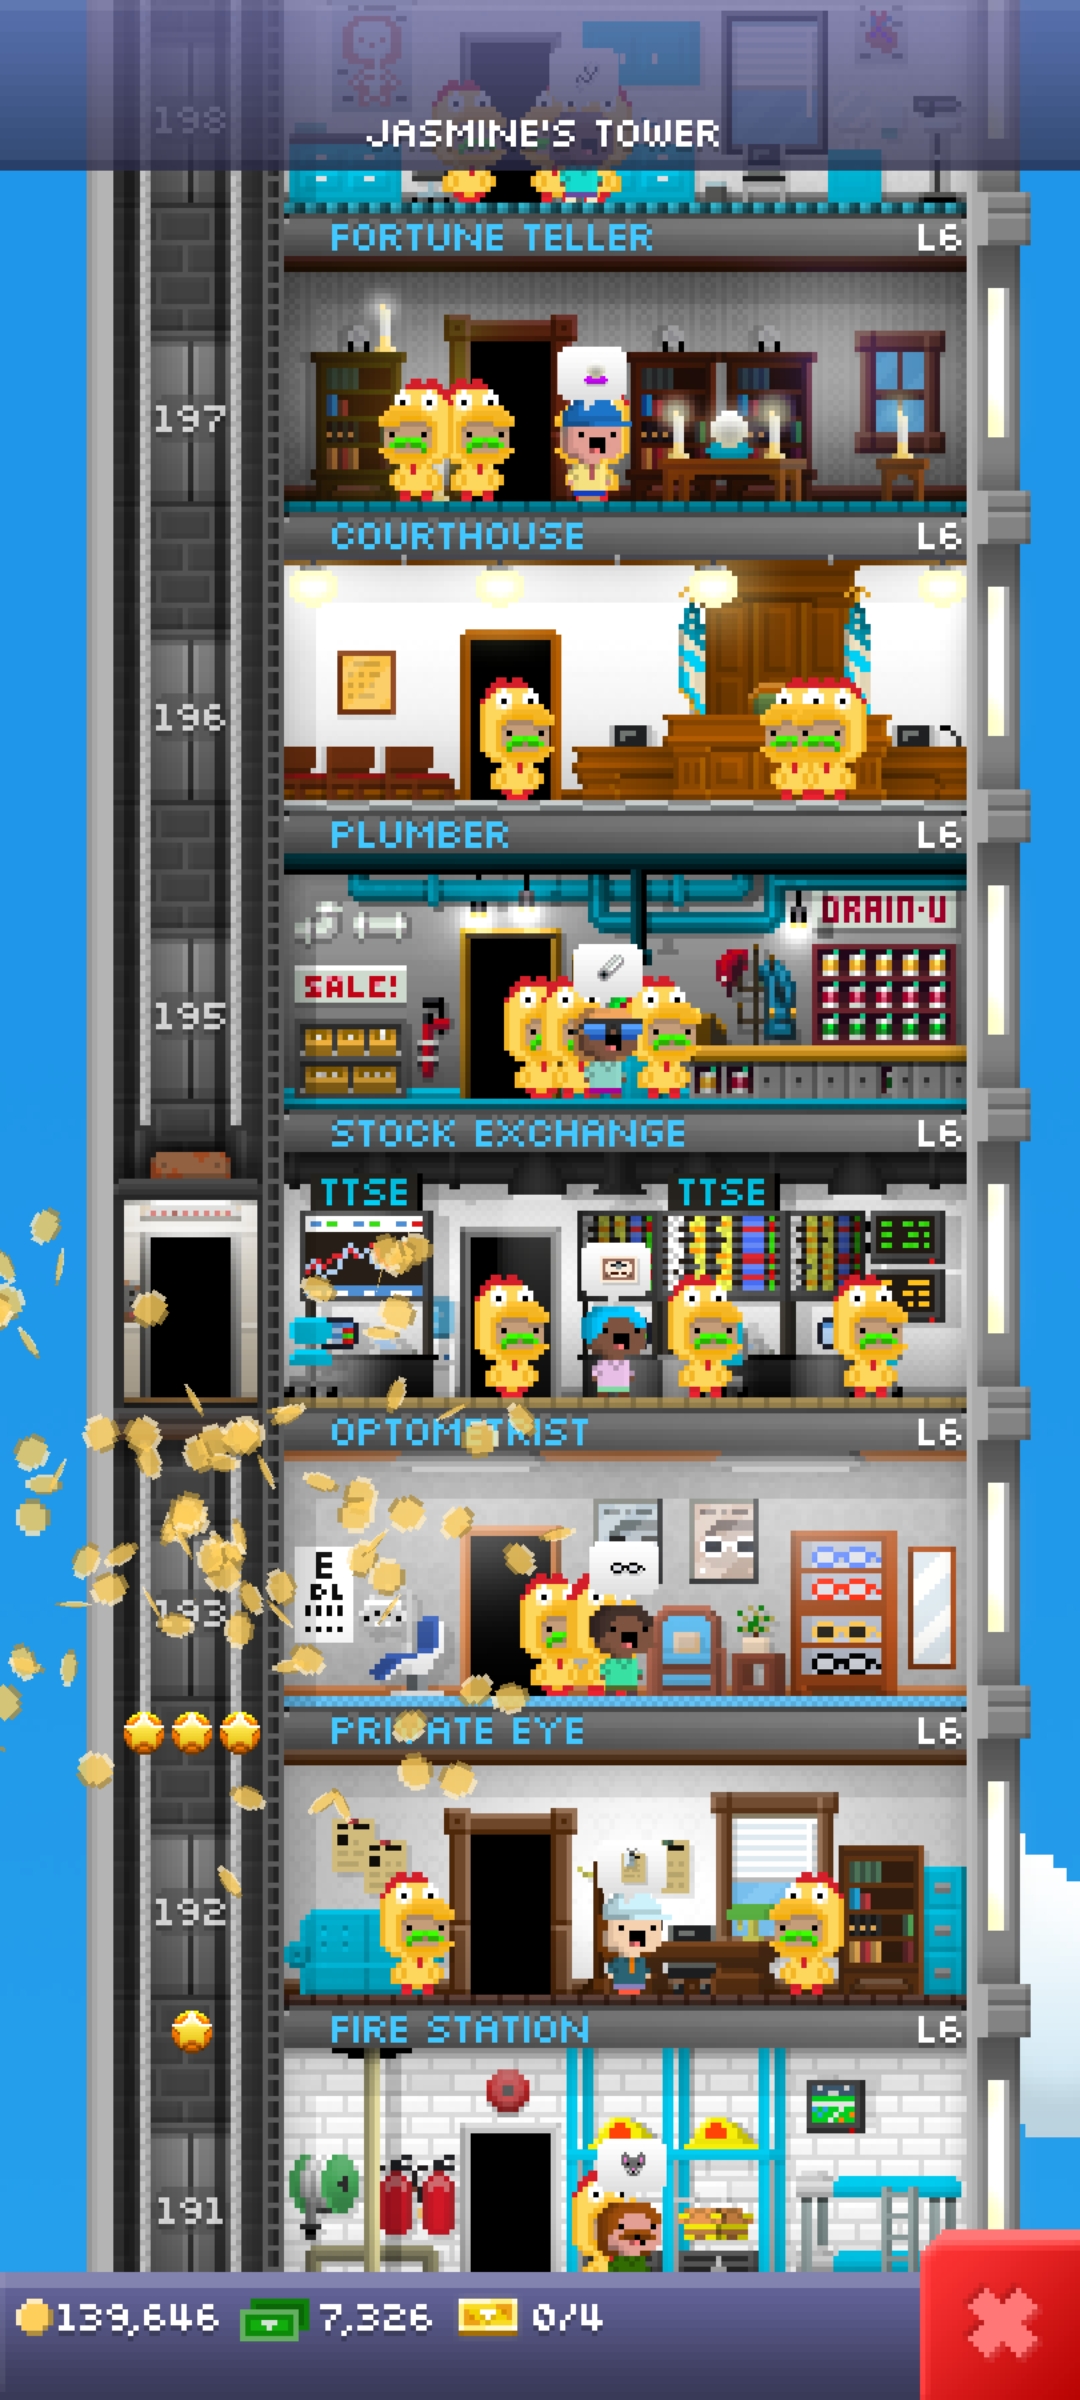 198
JASMINE'S TOWER
FORTUNE TELLER L6
197
COURTHOUSE L6
196
PLUMBER L6
DRAIN-U
SALE!
195
STOCK EXCHANGE L6
TTSE TTSE
OPTOMETRIST L6
E
DL
193
PRIVATE EYE L6
192
FIRE STATION L6
191
139,646 7,326 0/4